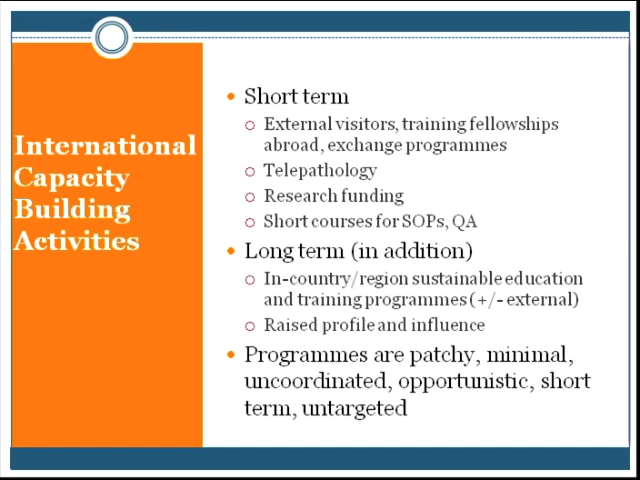 International
Capacity
Building
Activities
Short term
External visitors, training fellowships
abroad, exchange programmes
Telepathology
Research funding
Short courses for SOPs, QA
Long term (in addition)
In-country/region sustainable education
and training programmes (+/- external)
Raised profile and influence
Programmes are patchy, minimal,
uncoordinated, opportunistic, short
term, untargeted